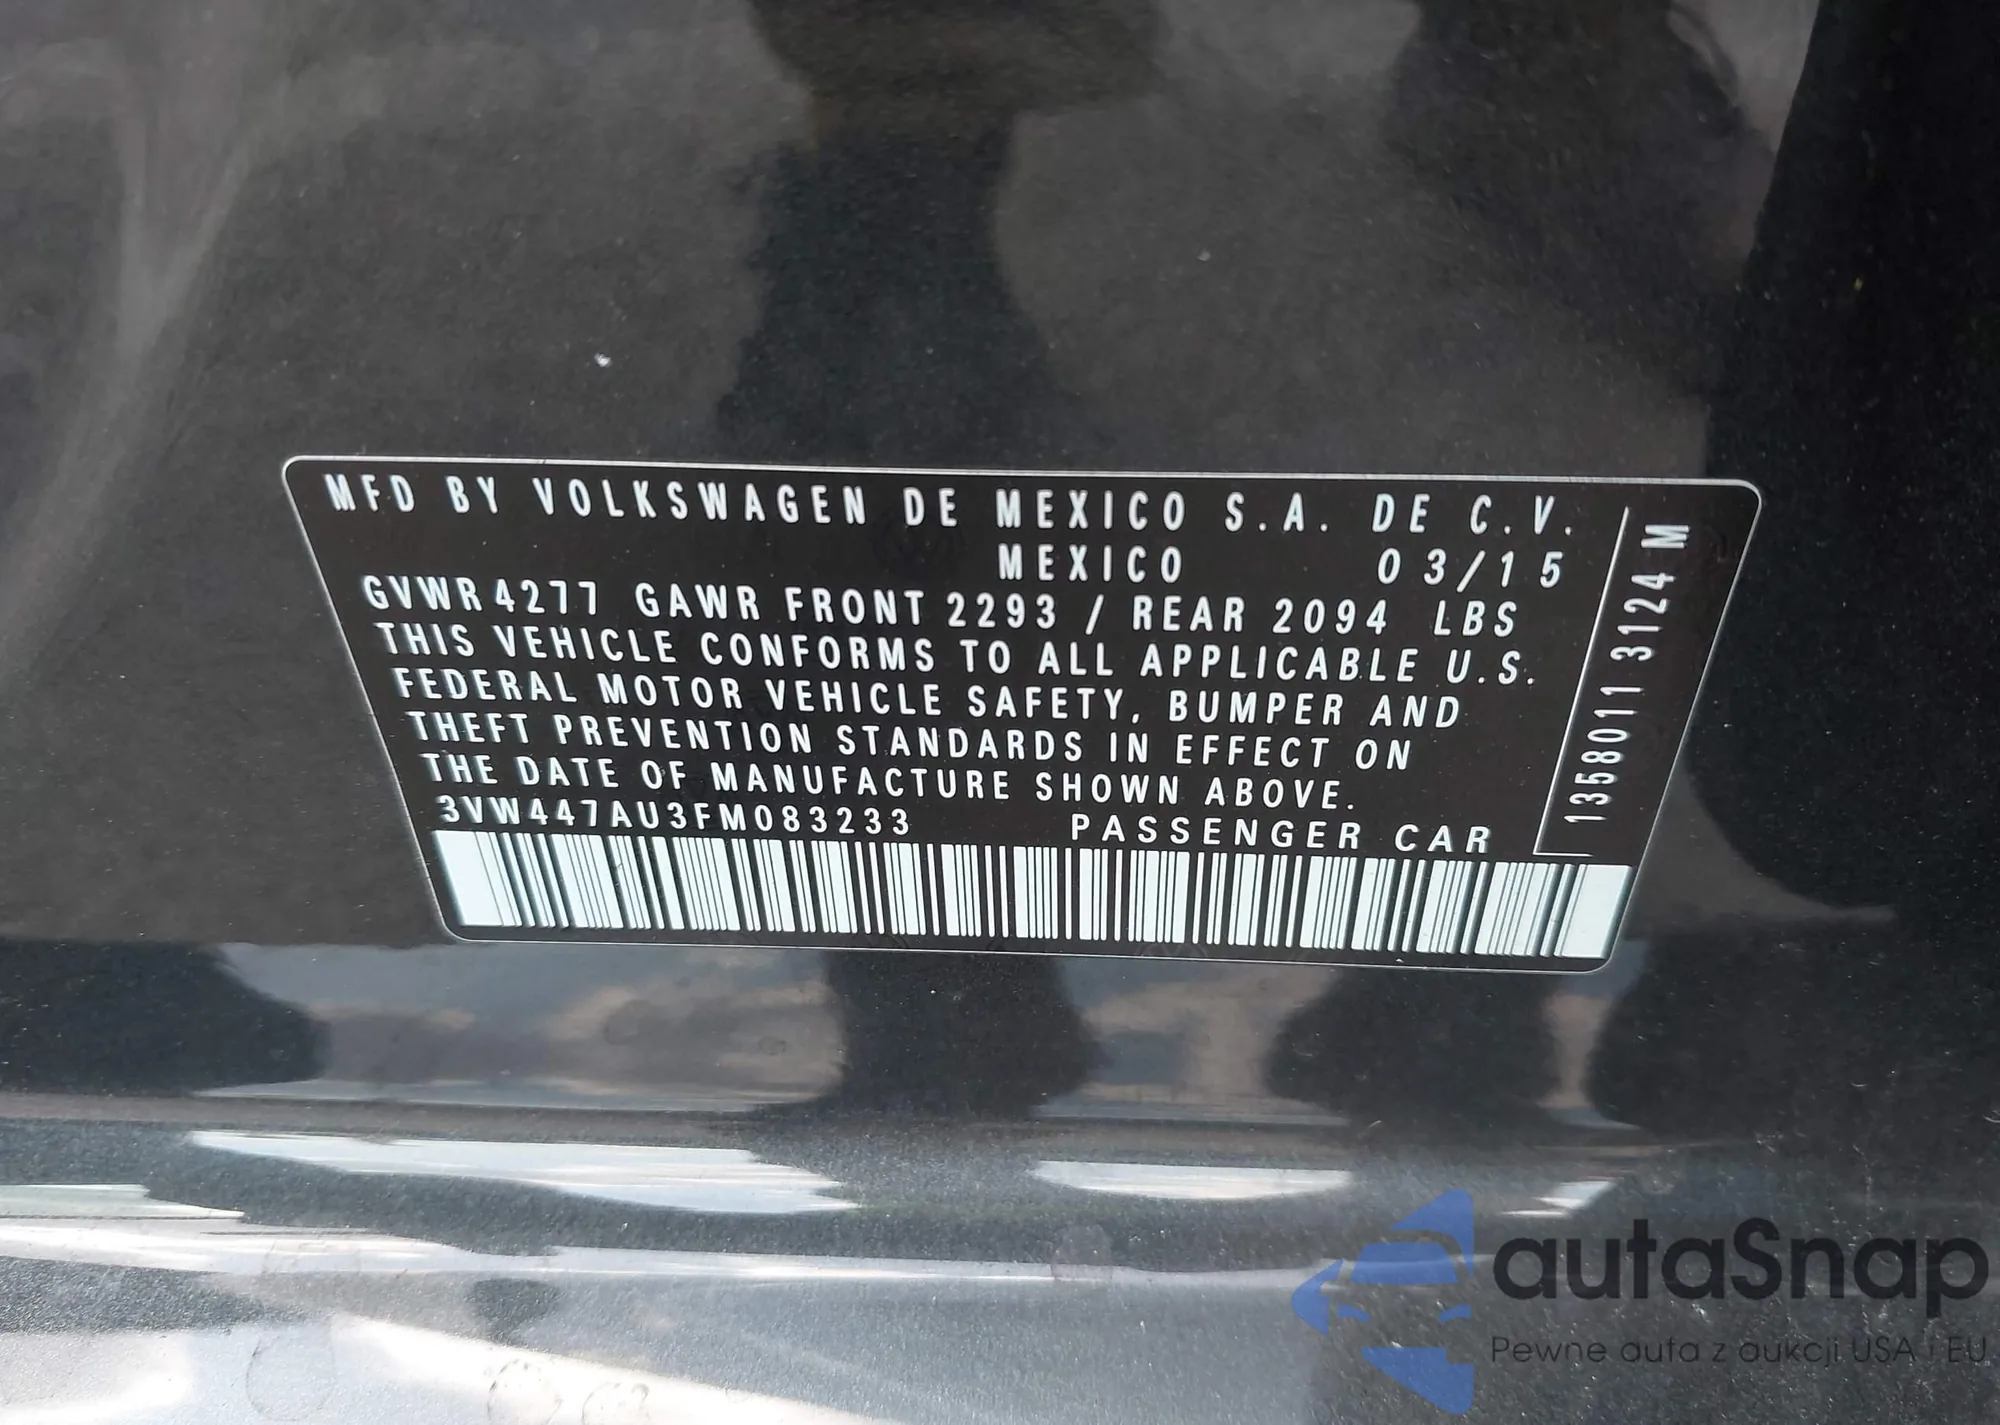 MFD BY VOLKSWAGEN DE MEXICO S.A. DE C.V.
MEXICO 03/15
GVWR 4277 GAWR FRONT 2293 / REAR 2094 LBS
THIS VEHICLE CONFORMS TO ALL APPLICABLE U.S.
FEDERAL MOTOR VEHICLE SAFETY, BUMPER AND
THEFT PREVENTION STANDARDS IN EFFECT ON
THE DATE OF MANUFACTURE SHOWN ABOVE.
3VW447AU3FM083233 PASSENGER CAR
1358011 3124 M
autaSnap
Pewne auta z aukcji USA i EU